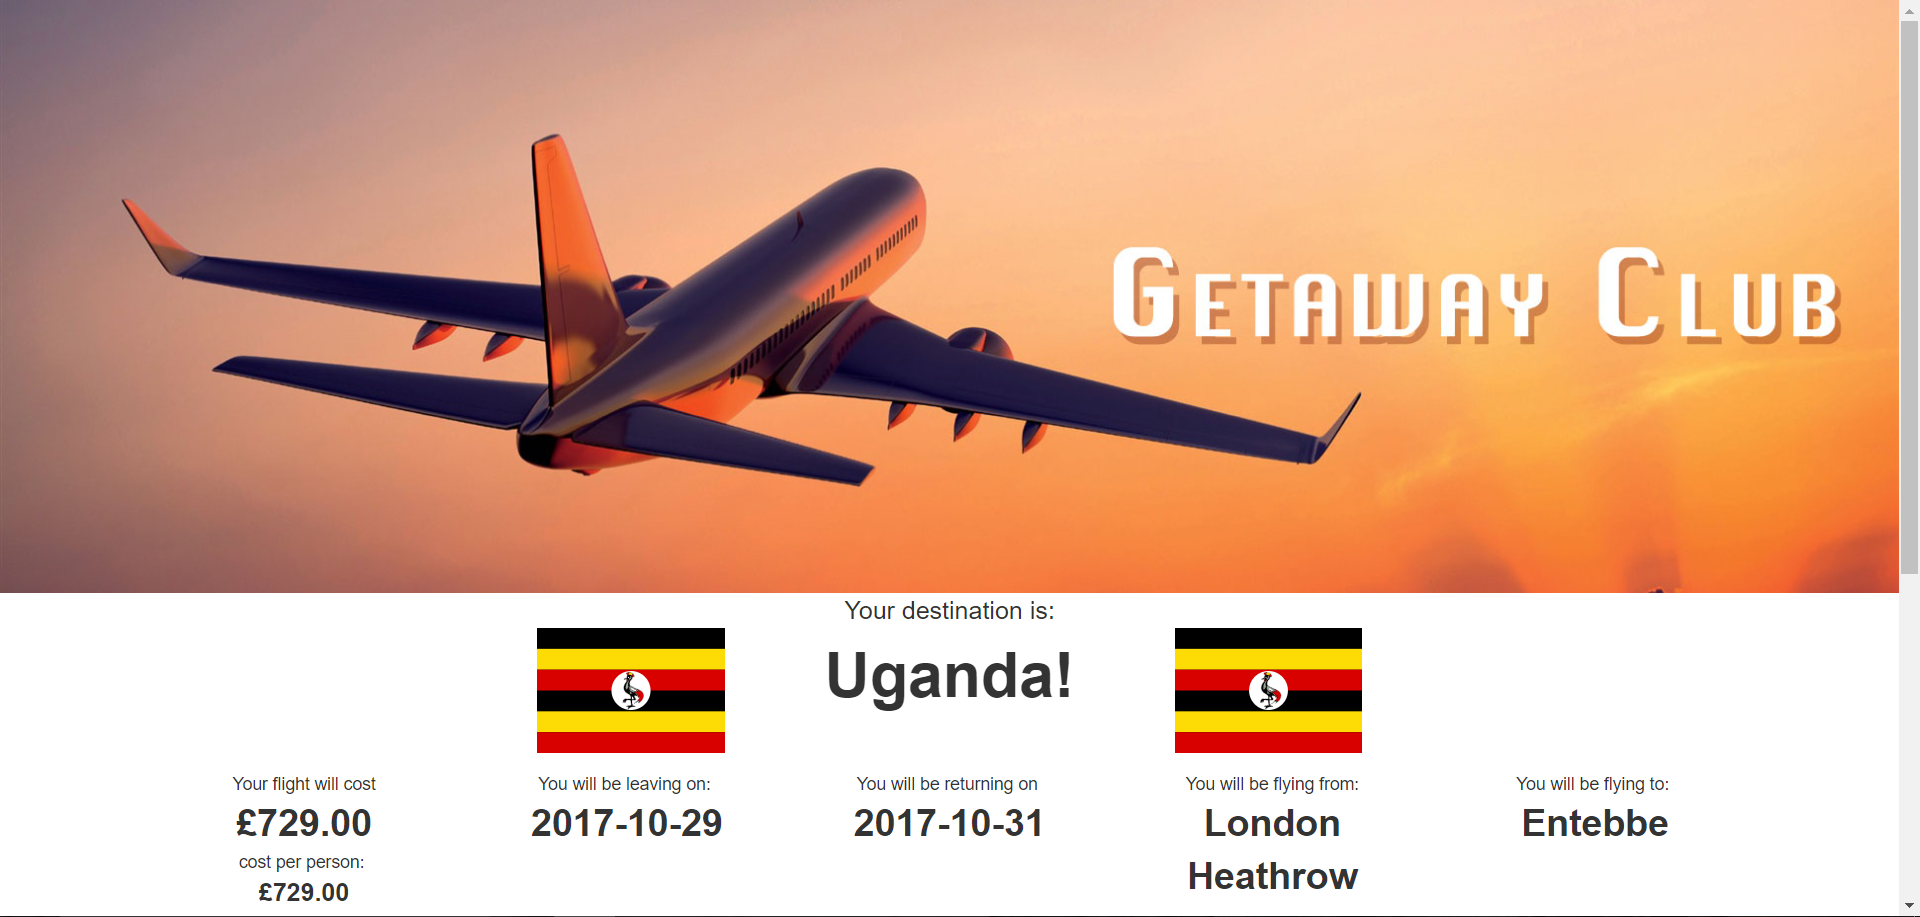 GETAWAY CLUB
Your destination is:
Uganda!
Your flight will cost
£729.00
cost per person:
£729.00
You will be leaving on:
2017-10-29
You will be returning on
2017-10-31
You will be flying from:
London
Heathrow
You will be flying to:
Entebbe